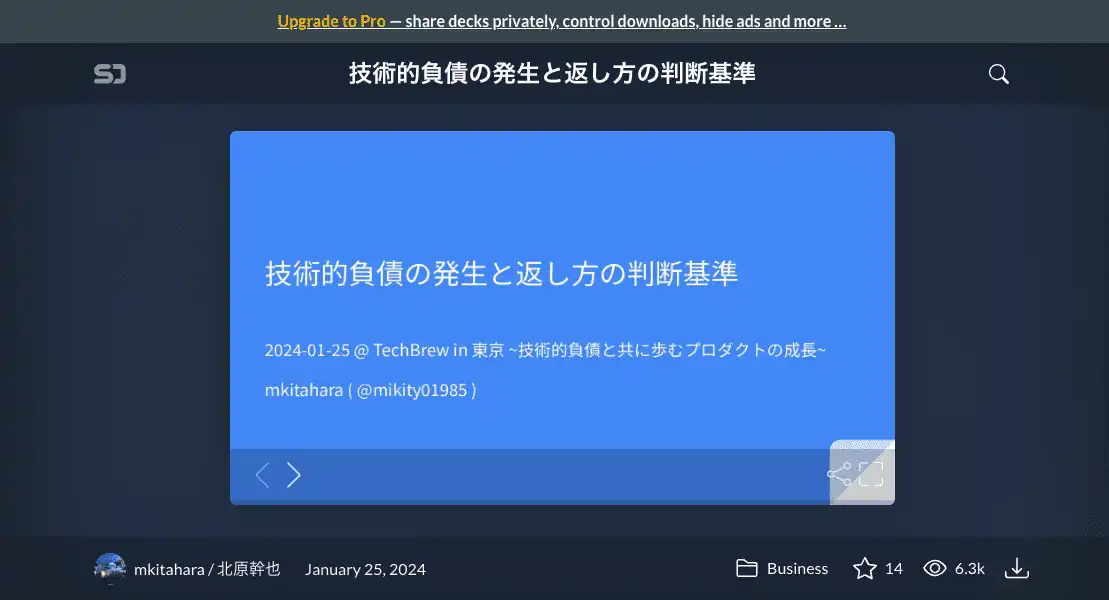 Upgrade to Pro — share decks privately, control downloads, hide ads and more …
SD
技術的負債の発生と返し方の判断基準
技術的負債の発生と返し方の判断基準
2024-01-25 @ TechBrew in 東京 ~技術的負債と共に歩むプロダクトの成長~
mkitahara ( @mikity01985 )
mkitahara / 北原幹也 January 25, 2024 Business 14 6.3k